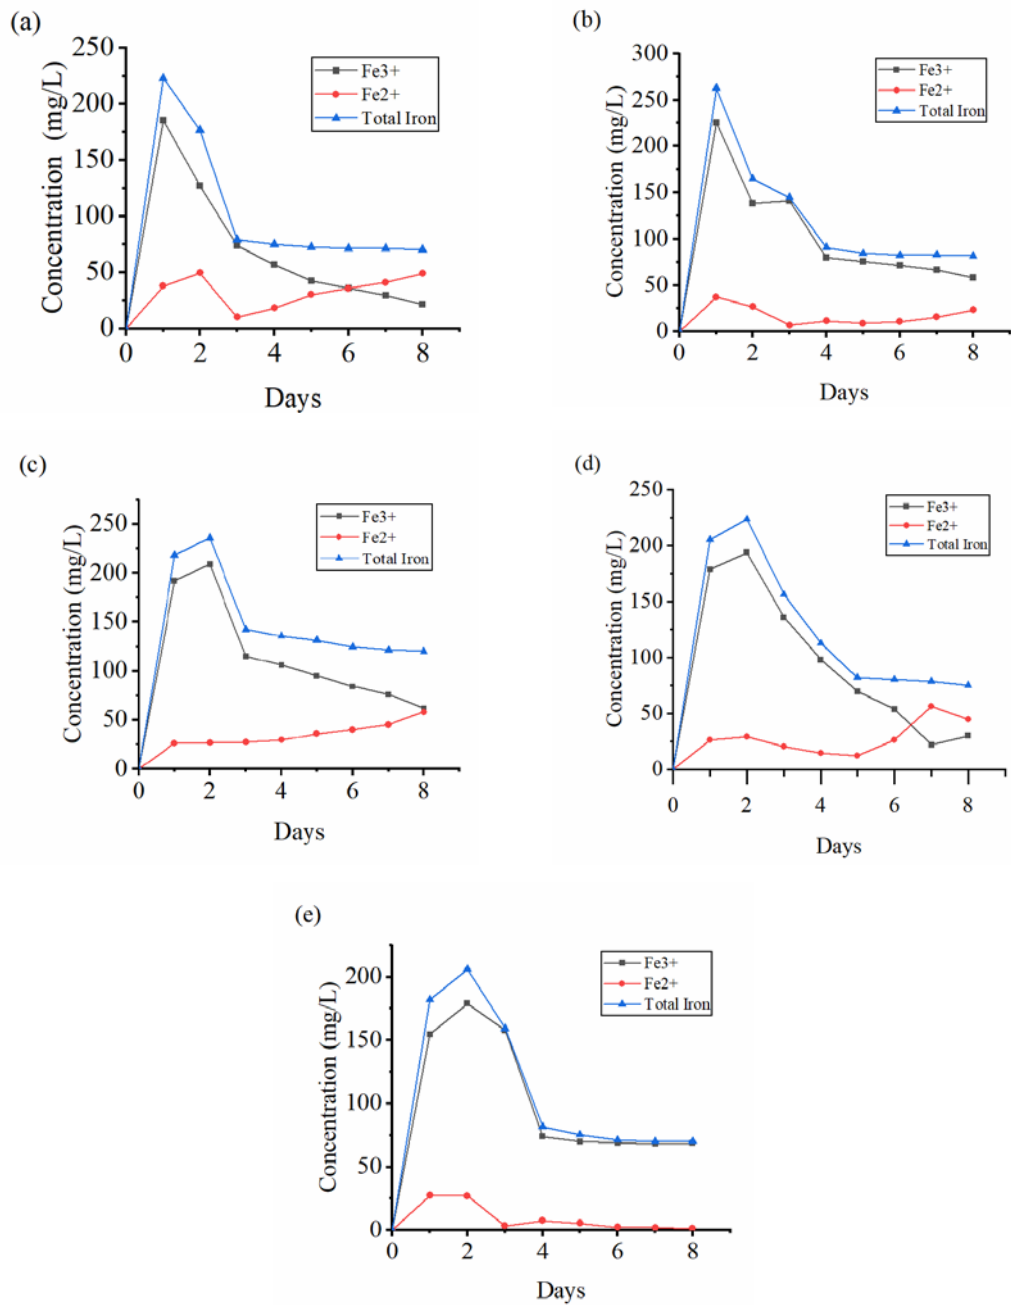 (a)
250
200
150
100
50
0
0 2 4 6 8
Concentration (mg/L)
Days
Fe3+
Fe2+
Total Iron
(b)
300
250
200
150
100
50
0
0 2 4 6 8
Concentration (mg/L)
Days
Fe3+
Fe2+
Total Iron
(c)
250
200
150
100
50
0
0 2 4 6 8
Concentration (mg/L)
Days
Fe3+
Fe2+
Total Iron
(d)
250
200
150
100
50
0
0 2 4 6 8
Concentration (mg/L)
Days
Fe3+
Fe2+
Total Iron
(e)
200
150
100
50
0
0 2 4 6 8
Concentration (mg/L)
Days
Fe3+
Fe2+
Total Iron